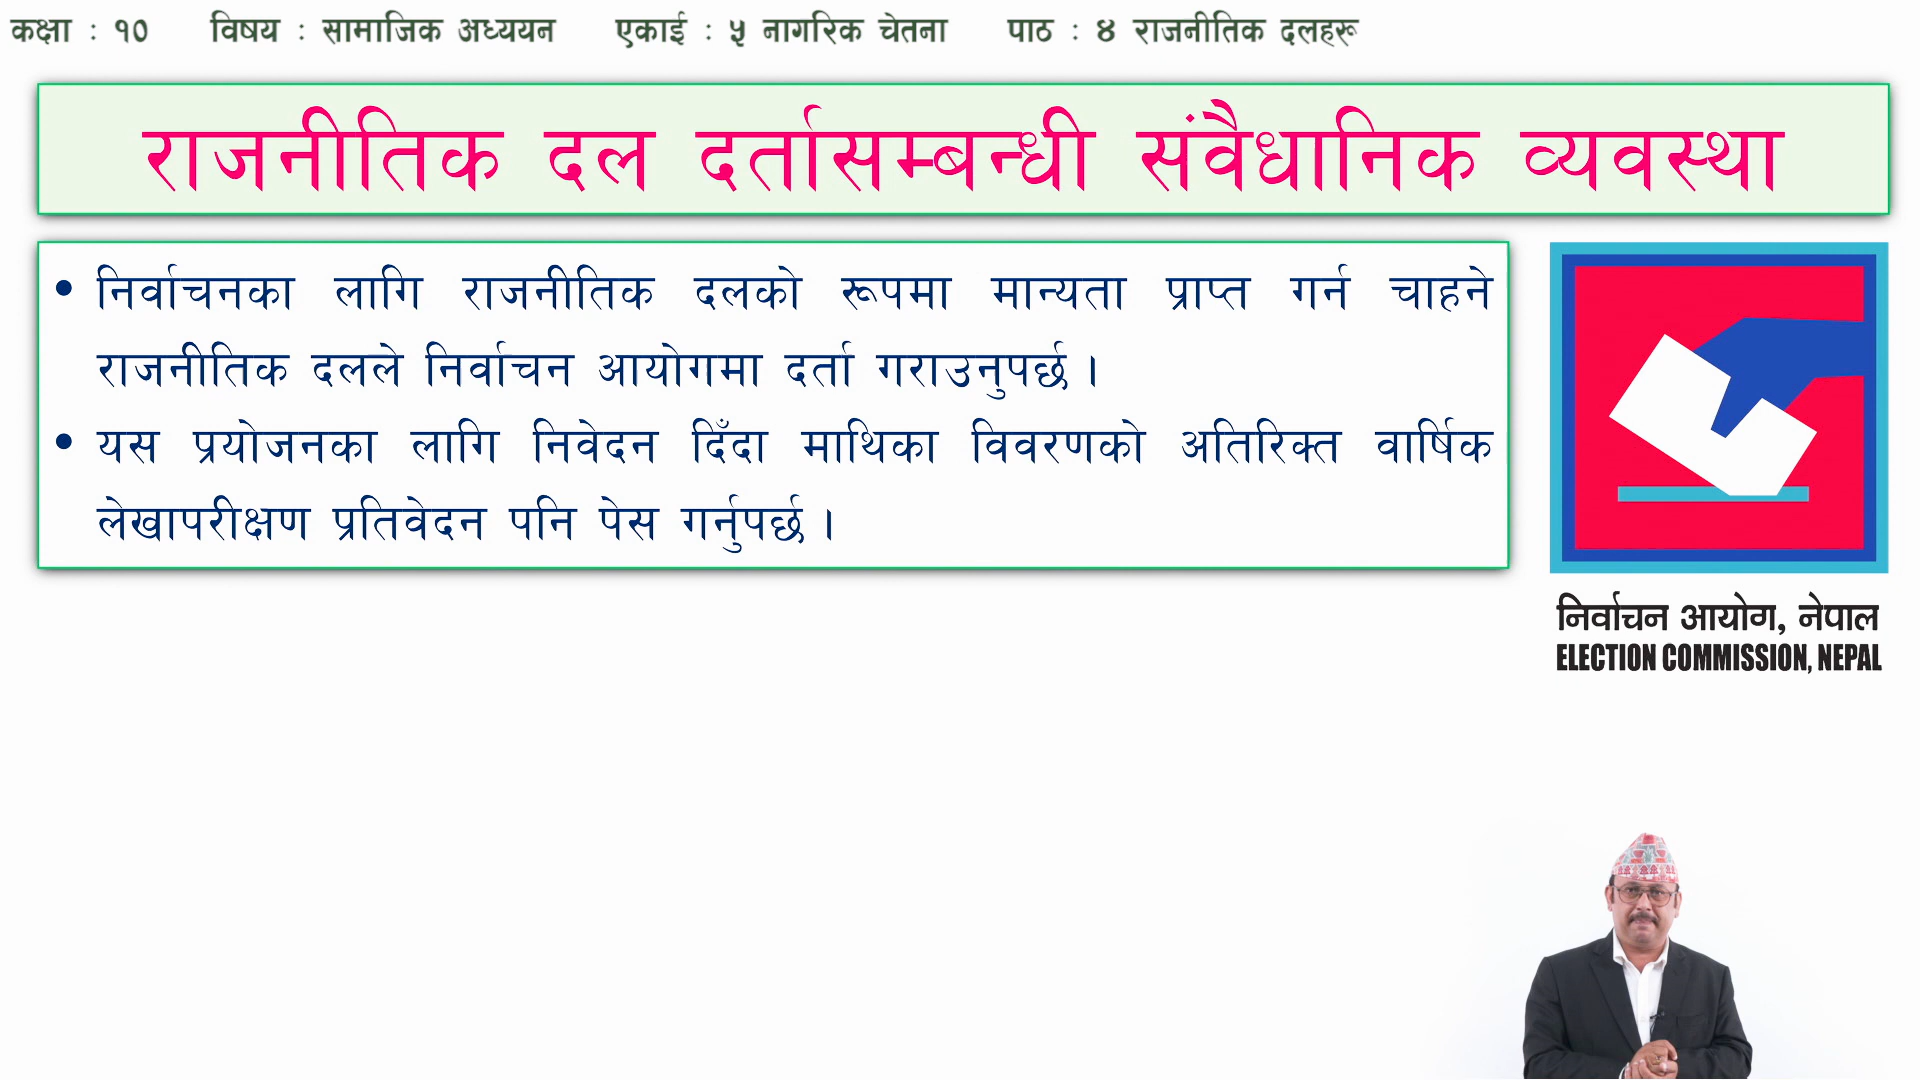 कक्षा : १० विषय : सामाजिक अध्ययन एकाई : ५ नागरिक चेतना पाठ : ४ राजनीतिक दलहरू
राजनीतिक दल दर्तासम्बन्धी संवैधानिक व्यवस्था
• निर्वाचनका लागि राजनीतिक दलको रूपमा मान्यता प्राप्त गर्न चाहने
राजनीतिक दलले निर्वाचन आयोगमा दर्ता गराउनुपर्छ ।
• यस प्रयोजनका लागि निवेदन दिँदा माथिका विवरणको अतिरिक्त वार्षिक
लेखापरीक्षण प्रतिवेदन पनि पेस गर्नुपर्छ ।
निर्वाचन आयोग, नेपाल
ELECTION COMMISSION, NEPAL